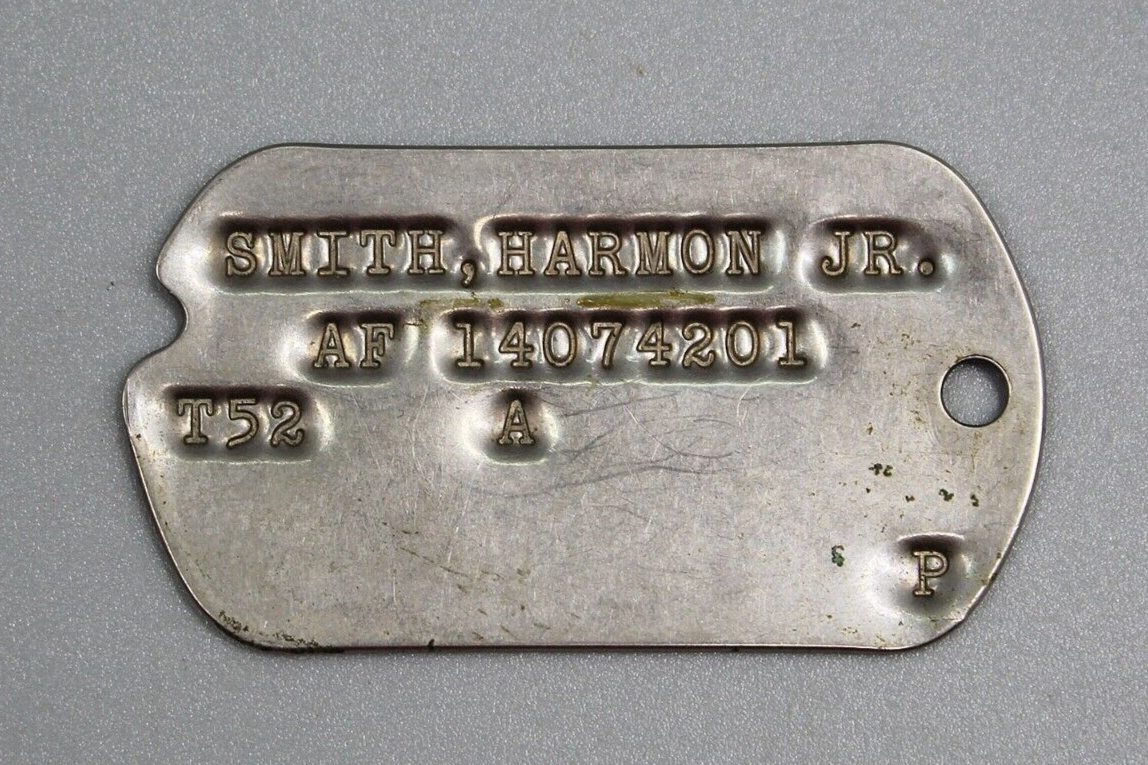 SMITH,HARMON JR.
AF 14074201
T52 A
P